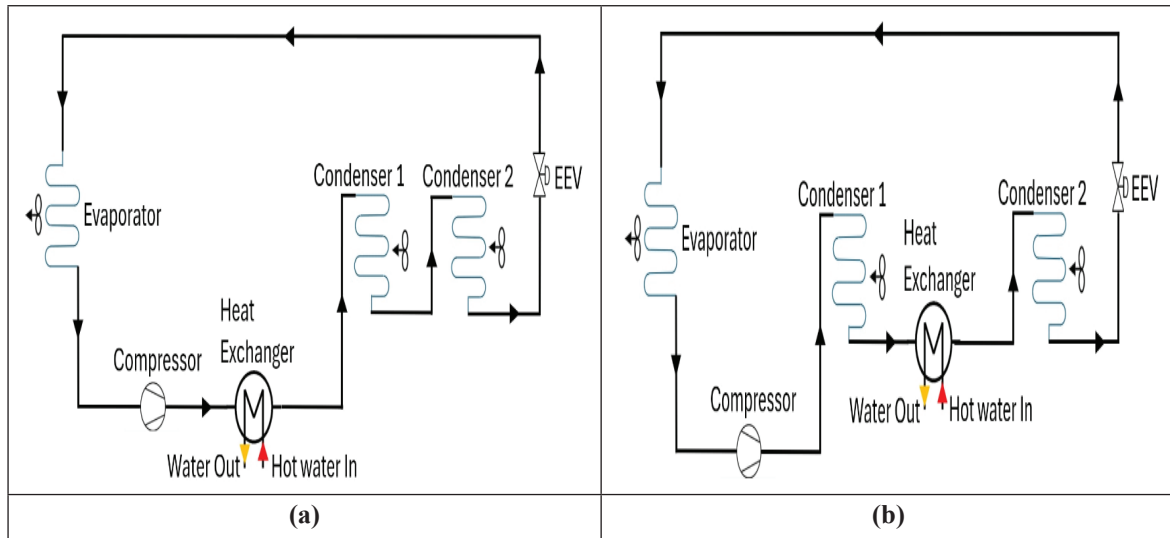 Condenser 1
Condenser 2
EEV
Evaporator
Heat
Exchanger
Compressor
Water Out
Hot water In
(a)
Condenser 1
Condenser 2
EEV
Evaporator
Heat
Exchanger
Compressor
Water Out
Hot water In
(b)